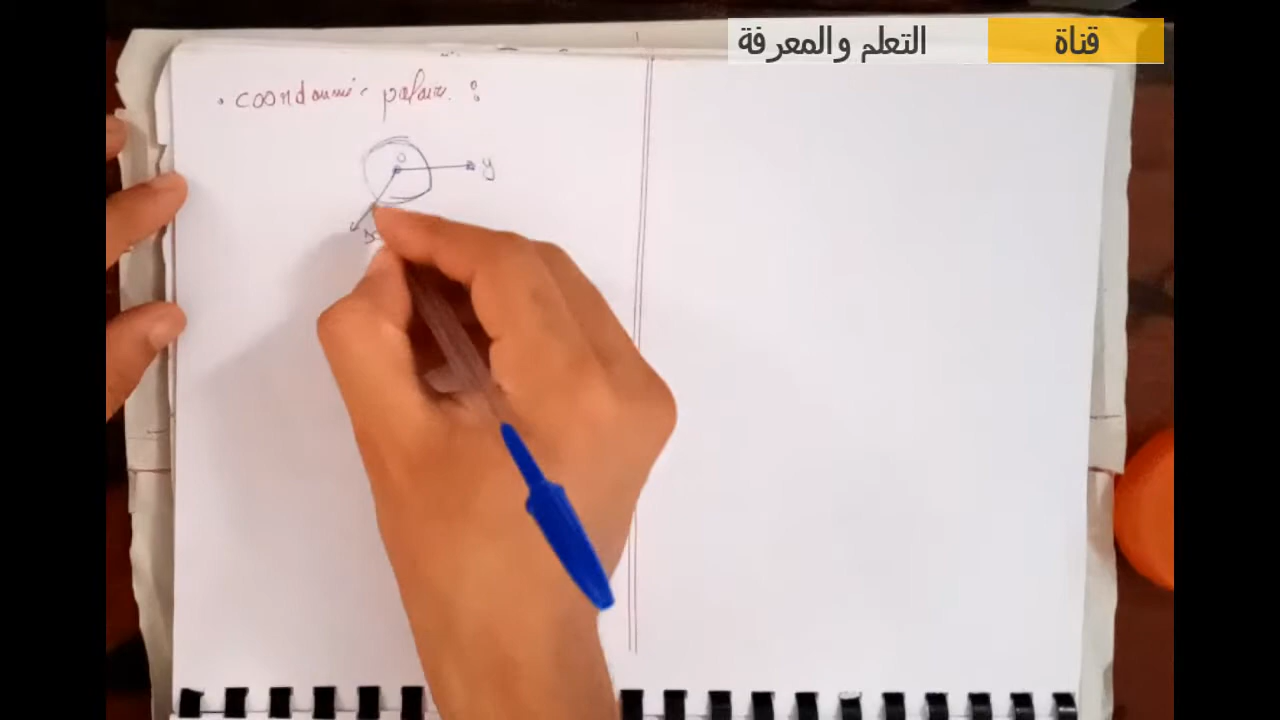 قناة التعلم والمعرفة
• coordonnée polaire :
O
y
x